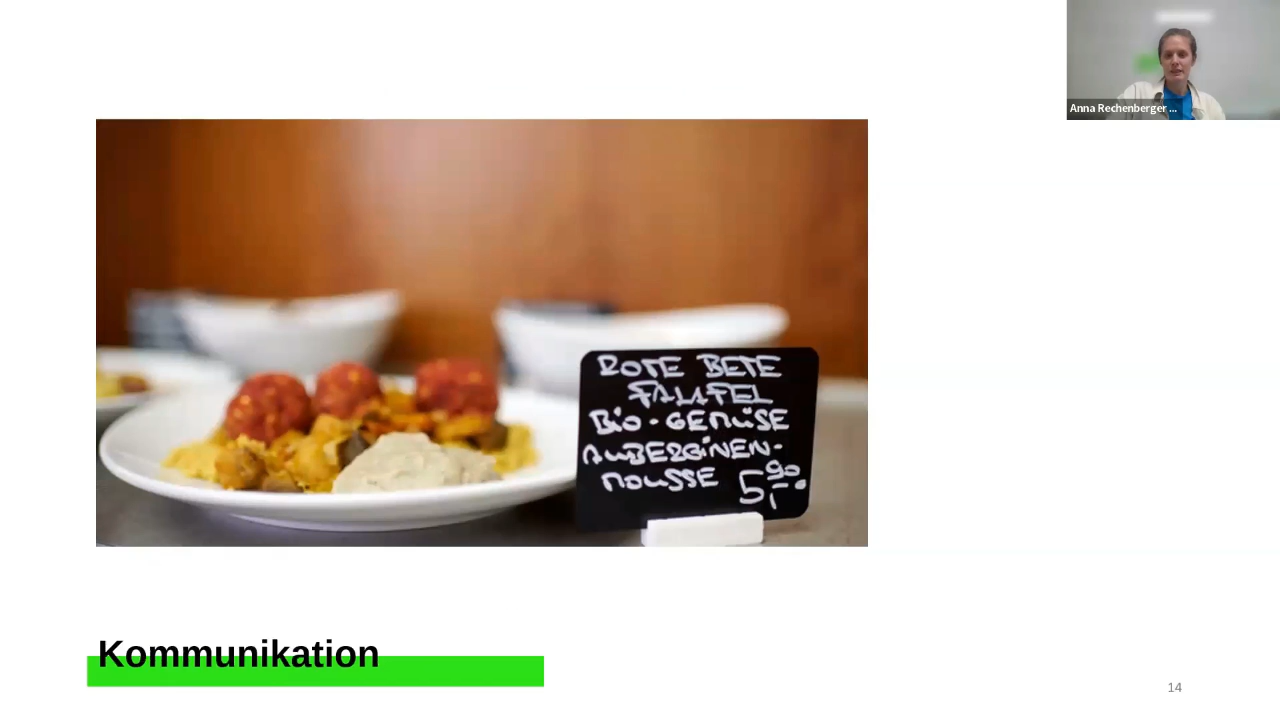 Anna Rechenberger ...
ROTE BETE
FALAFEL
BIO-GEMÜSE
AUBERGINEN-
MOUSSE 5,90
Kommunikation
14